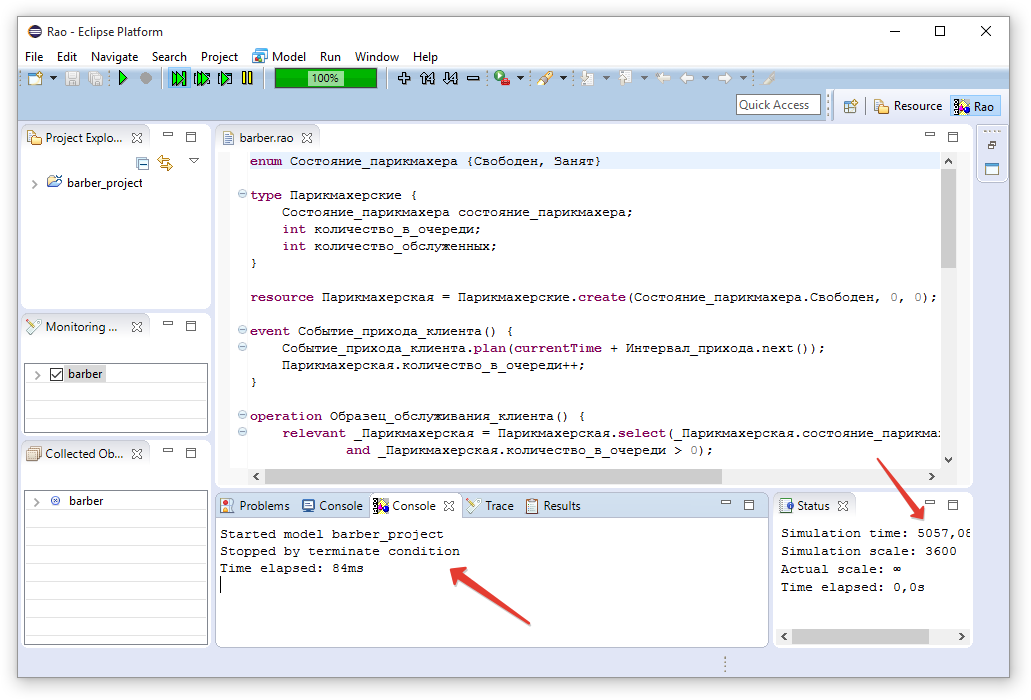 Rao - Eclipse Platform
File Edit Navigate Search Project Model Run Window Help
100%
Quick Access Resource Rao
Project Explo...
barber_project
Monitoring ...
barber
Collected Ob...
barber
barber.rao
enum Состояние_парикмахера {Свободен, Занят}
type Парикмахерские {
Состояние_парикмахера состояние_парикмахера;
int количество_в_очереди;
int количество_обслуженных;
}
resource Парикмахерская = Парикмахерские.create(Состояние_парикмахера.Свободен, 0, 0);
event Событие_прихода_клиента() {
Событие_прихода_клиента.plan(currentTime + Интервал_прихода.next());
Парикмахерская.количество_в_очереди++;
}
operation Образец_обслуживания_клиента() {
relevant _Парикмахерская = Парикмахерская.select(_Парикмахерская.состояние_парикма
and _Парикмахерская.количество_в_очереди > 0);
Problems Console Console Trace Results
Started model barber_project
Stopped by terminate condition
Time elapsed: 84ms
Status
Simulation time: 5057,08
Simulation scale: 3600
Actual scale: ∞
Time elapsed: 0,0s